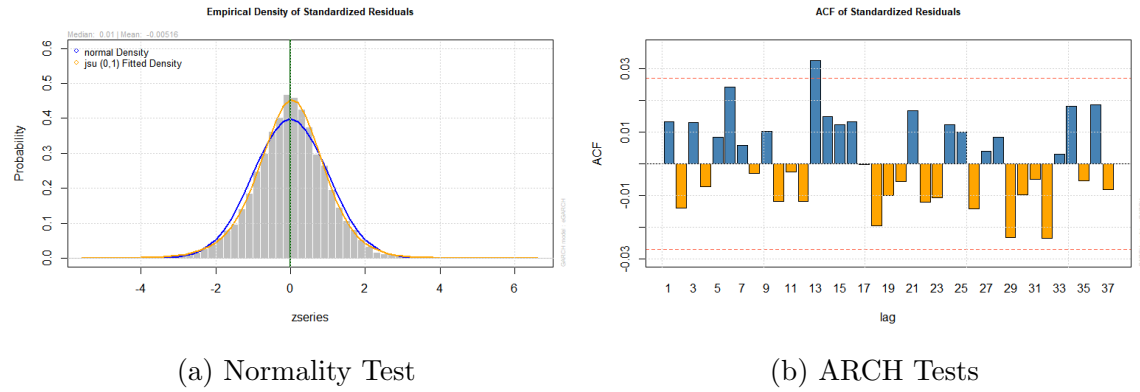 Empirical Density of Standardized Residuals
Median: 0.01 | Mean: -0.00516
normal Density
jsu (0,1) Fitted Density
Probability
0.6
0.5
0.4
0.3
0.2
0.1
0.0
-4 -2 0 2 4 6
zseries
GARCH model : eGARCH
(a) Normality Test
ACF of Standardized Residuals
ACF
0.03
0.01
-0.01
-0.03
1 3 5 7 9 11 13 15 17 19 21 23 25 27 29 31 33 35 37
lag
(b) ARCH Tests